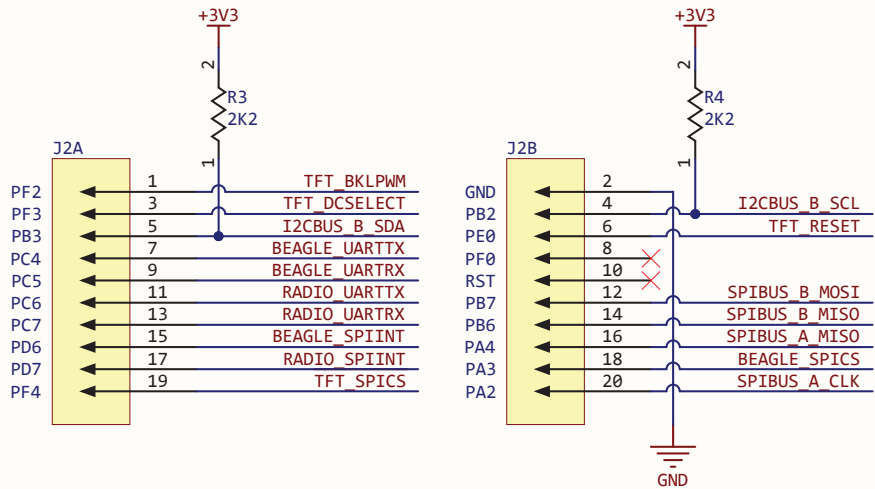 +3V3
2
R3
2K2
1
J2A
PF2 1 TFT_BKLPWM
PF3 3 TFT_DCSELECT
PB3 5 I2CBUS_B_SDA
PC4 7 BEAGLE_UARTTX
PC5 9 BEAGLE_UARTRX
PC6 11 RADIO_UARTTX
PC7 13 RADIO_UARTRX
PD6 15 BEAGLE_SPIINT
PD7 17 RADIO_SPIINT
PF4 19 TFT_SPICS
+3V3
2
R4
2K2
1
J2B
GND 2
PB2 4 I2CBUS_B_SCL
PE0 6 TFT_RESET
PF0 8
RST 10
PB7 12 SPIBUS_B_MOSI
PB6 14 SPIBUS_B_MISO
PA4 16 SPIBUS_A_MISO
PA3 18 BEAGLE_SPICS
PA2 20 SPIBUS_A_CLK
GND